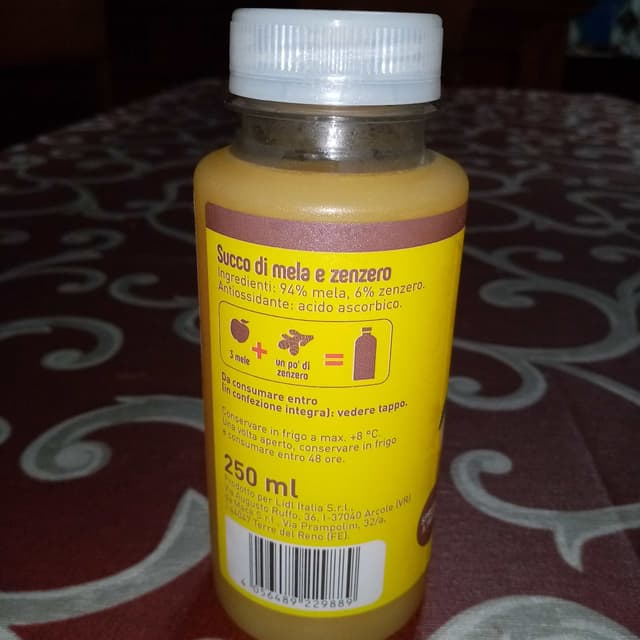 Succo di mela e zenzero
Ingredienti: 94% mela, 6% zenzero.
Antiossidante: acido ascorbico.
3 mele
+
un po' di
zenzero
=
Da consumare entro
(in confezione integra): vedere tappo.
Conservare in frigo a max. +8 °C.
Una volta aperto, conservare in frigo
e consumare entro 48 ore.
250 ml
Prodotto per Lidl Italia S.r.l.,
via Augusto Ruffo, 36, I-37040 Arcole (VR)
S.r.l., Via Prampolini, 32/a,
Terre del Reno (FE).
4 056489 229889